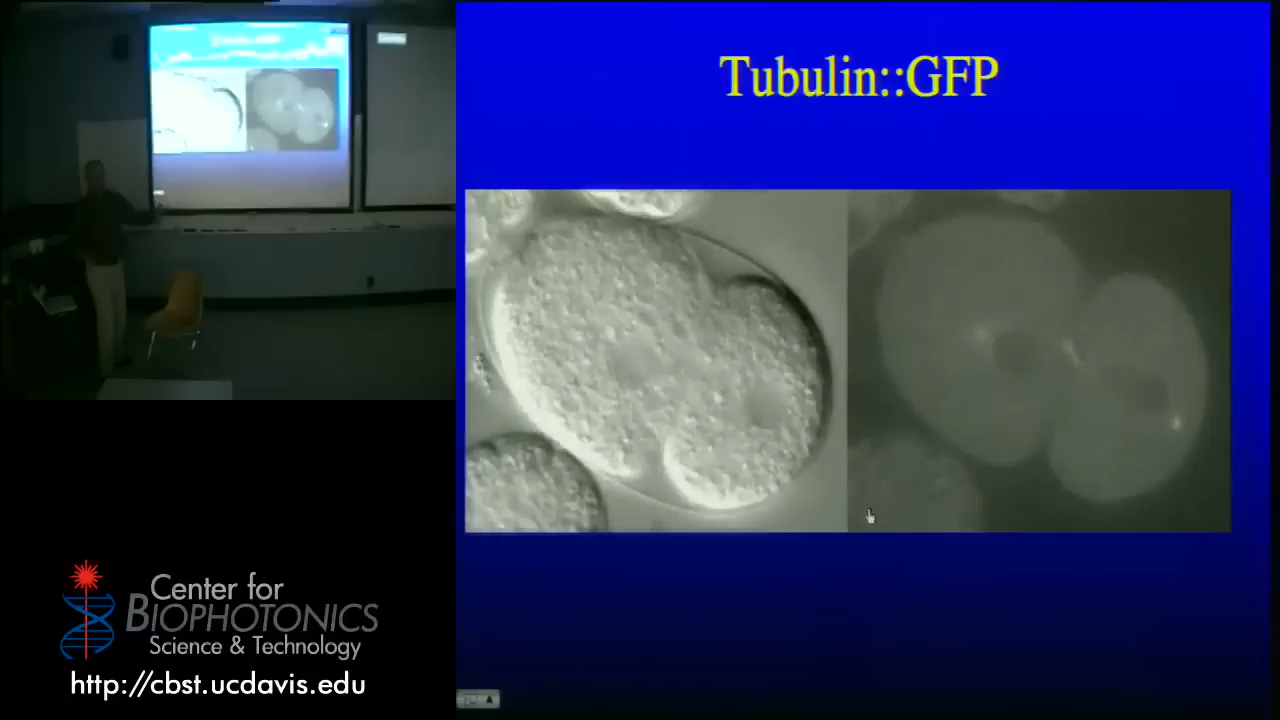 Tubulin::GFP
Center for
BIOPHOTONICS
Science & Technology
http://cbst.ucdavis.edu